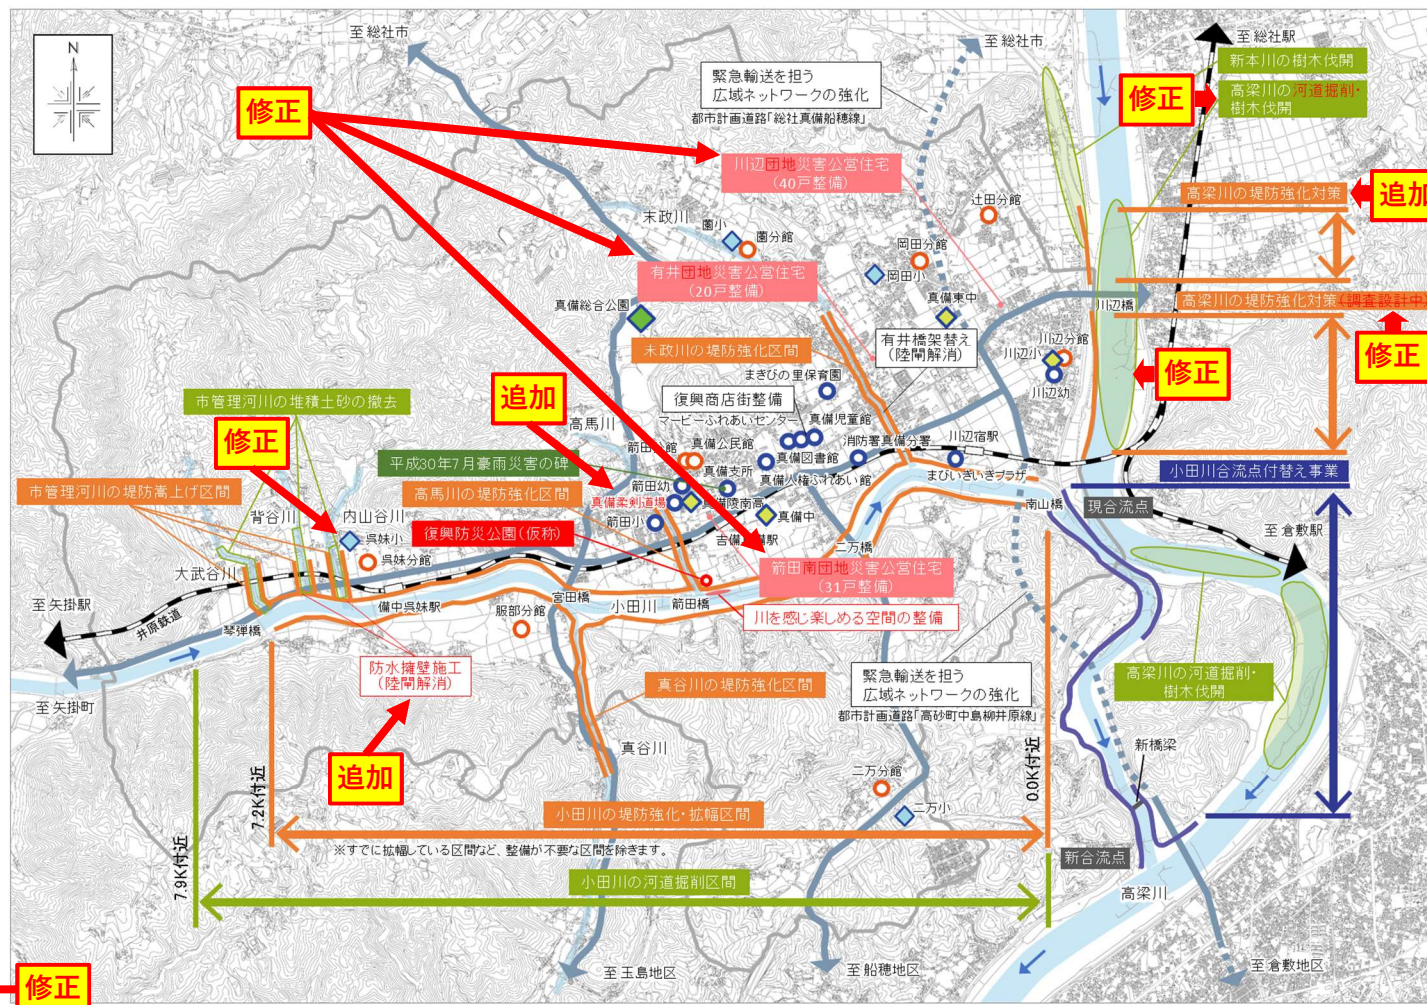 N
至 総社市
至 総社市
至 総社駅
緊急輸送を担う
広域ネットワークの強化
都市計画道路「総社真備船穂線」
新本川の樹木伐開
高梁川の河道掘削・
樹木伐開
修正
修正
川辺団地災害公営住宅
(40戸整備)
高梁川の堤防強化対策
追加
末政川
薗小
薗分館
辻田分館
岡田分館
岡田小
有井団地災害公営住宅
(20戸整備)
真備総合公園
真備東中
川辺橋
高梁川の堤防強化対策(調査設計中)
修正
末政川の堤防強化区間
有井橋架替え
(陸閘解消)
川辺分館
川辺小
川辺幼
修正
まきびの里保育園
追加
復興商店街整備
マービーふれあいセンター
真備児童館
市管理河川の堆積土砂の撤去
修正
高馬川
箭田分館
真備公民館
真備図書館
消防署真備分署
川辺宿駅
平成30年7月豪雨災害の碑
真備支所
真備人権ふれあい館
まびいきいきプラザ
小田川合流点付替え事業
市管理河川の堤防嵩上げ区間
高馬川の堤防強化区間
箭田幼
真備柔剣道場
真備陵南高
真備中
箭田小
南山橋
現合流点
背谷川
内山谷川
呉妹小
呉妹分館
復興防災公園(仮称)
吉備真備駅
二万橋
至 倉敷駅
大武谷川
箭田南団地災害公営住宅
(31戸整備)
至 矢掛駅
井原鉄道
備中呉妹駅
宮田橋
小田川
箭田橋
琴弾橋
服部分館
川を感じ楽しめる空間の整備
防水擁壁施工
(陸閘解消)
真谷川の堤防強化区間
緊急輸送を担う
広域ネットワークの強化
都市計画道路「高砂町中島柳井原線」
高梁川の河道掘削・
樹木伐開
至 矢掛町
追加
真谷川
新橋梁
二万分館
二万小
7.9K付近
7.2K付近
0.0K付近
小田川の堤防強化・拡幅区間
※すでに拡幅している区間など、整備が不要な区間を除きます。
新合流点
小田川の河道掘削区間
高梁川
至 玉島地区
至 船穂地区
至 倉敷地区
修正